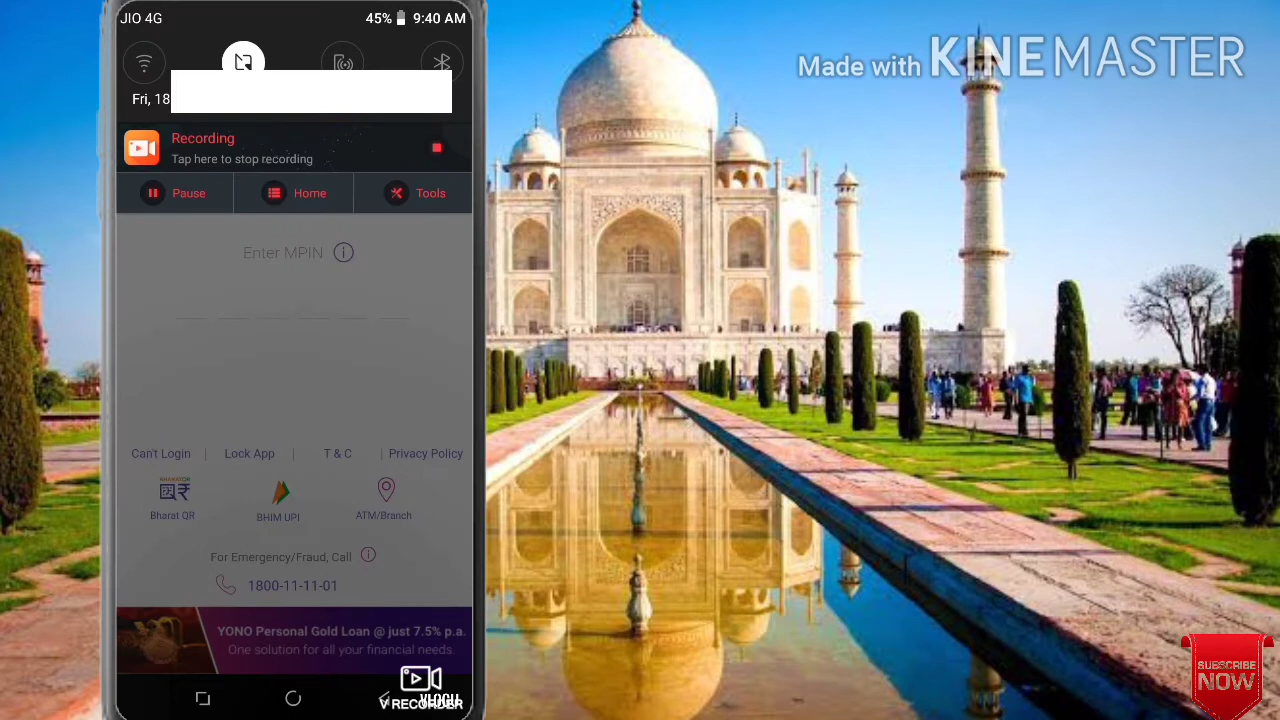 JIO 4G
45%
9:40 AM
Made with KINEMASTER
Fri, 18
Recording
Tap here to stop recording
Pause
Home
Tools
Enter MPIN
Can't Login
Lock App
T & C
Privacy Policy
Bharat QR
BHIM UPI
ATM/Branch
For Emergency/Fraud, Call
1800-11-11-01
YONO Personal Gold Loan @ just 7.5% p.a.
One solution for all your financial needs.
SUBSCRIBE
NOW
V RECORDER